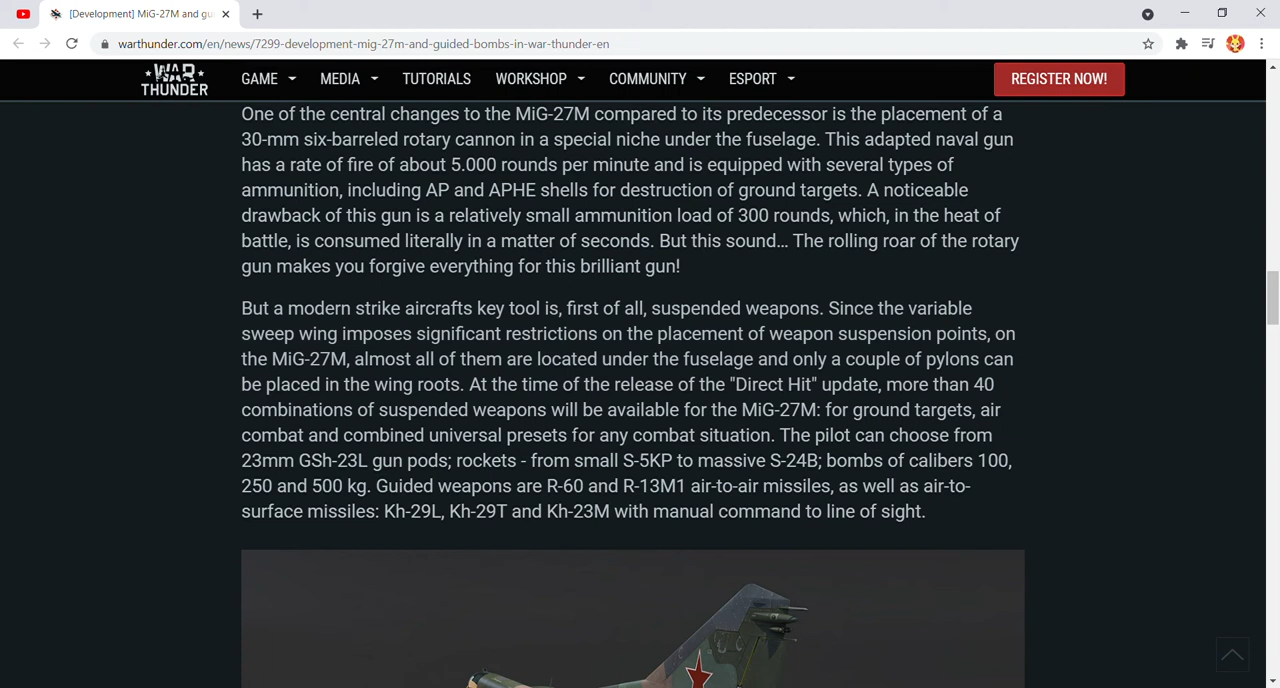 [Development] MiG-27M and gu
warthunder.com/en/news/7299-development-mig-27m-and-guided-bombs-in-war-thunder-en
WAR
THUNDER
GAME MEDIA TUTORIALS WORKSHOP COMMUNITY ESPORT REGISTER NOW!
One of the central changes to the MiG-27M compared to its predecessor is the placement of a
30-mm six-barreled rotary cannon in a special niche under the fuselage. This adapted naval gun
has a rate of fire of about 5.000 rounds per minute and is equipped with several types of
ammunition, including AP and APHE shells for destruction of ground targets. A noticeable
drawback of this gun is a relatively small ammunition load of 300 rounds, which, in the heat of
battle, is consumed literally in a matter of seconds. But this sound... The rolling roar of the rotary
gun makes you forgive everything for this brilliant gun!
But a modern strike aircrafts key tool is, first of all, suspended weapons. Since the variable
sweep wing imposes significant restrictions on the placement of weapon suspension points, on
the MiG-27M, almost all of them are located under the fuselage and only a couple of pylons can
be placed in the wing roots. At the time of the release of the "Direct Hit" update, more than 40
combinations of suspended weapons will be available for the MiG-27M: for ground targets, air
combat and combined universal presets for any combat situation. The pilot can choose from
23mm GSh-23L gun pods; rockets - from small S-5KP to massive S-24B; bombs of calibers 100,
250 and 500 kg. Guided weapons are R-60 and R-13M1 air-to-air missiles, as well as air-to-
surface missiles: Kh-29L, Kh-29T and Kh-23M with manual command to line of sight.